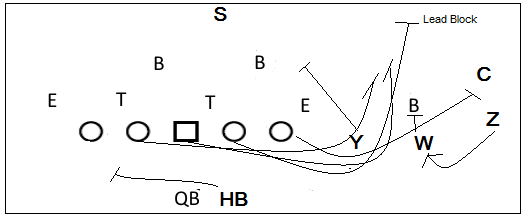 S
Lead Block
B B
C
E T T E B
Z
Y W
QB HB